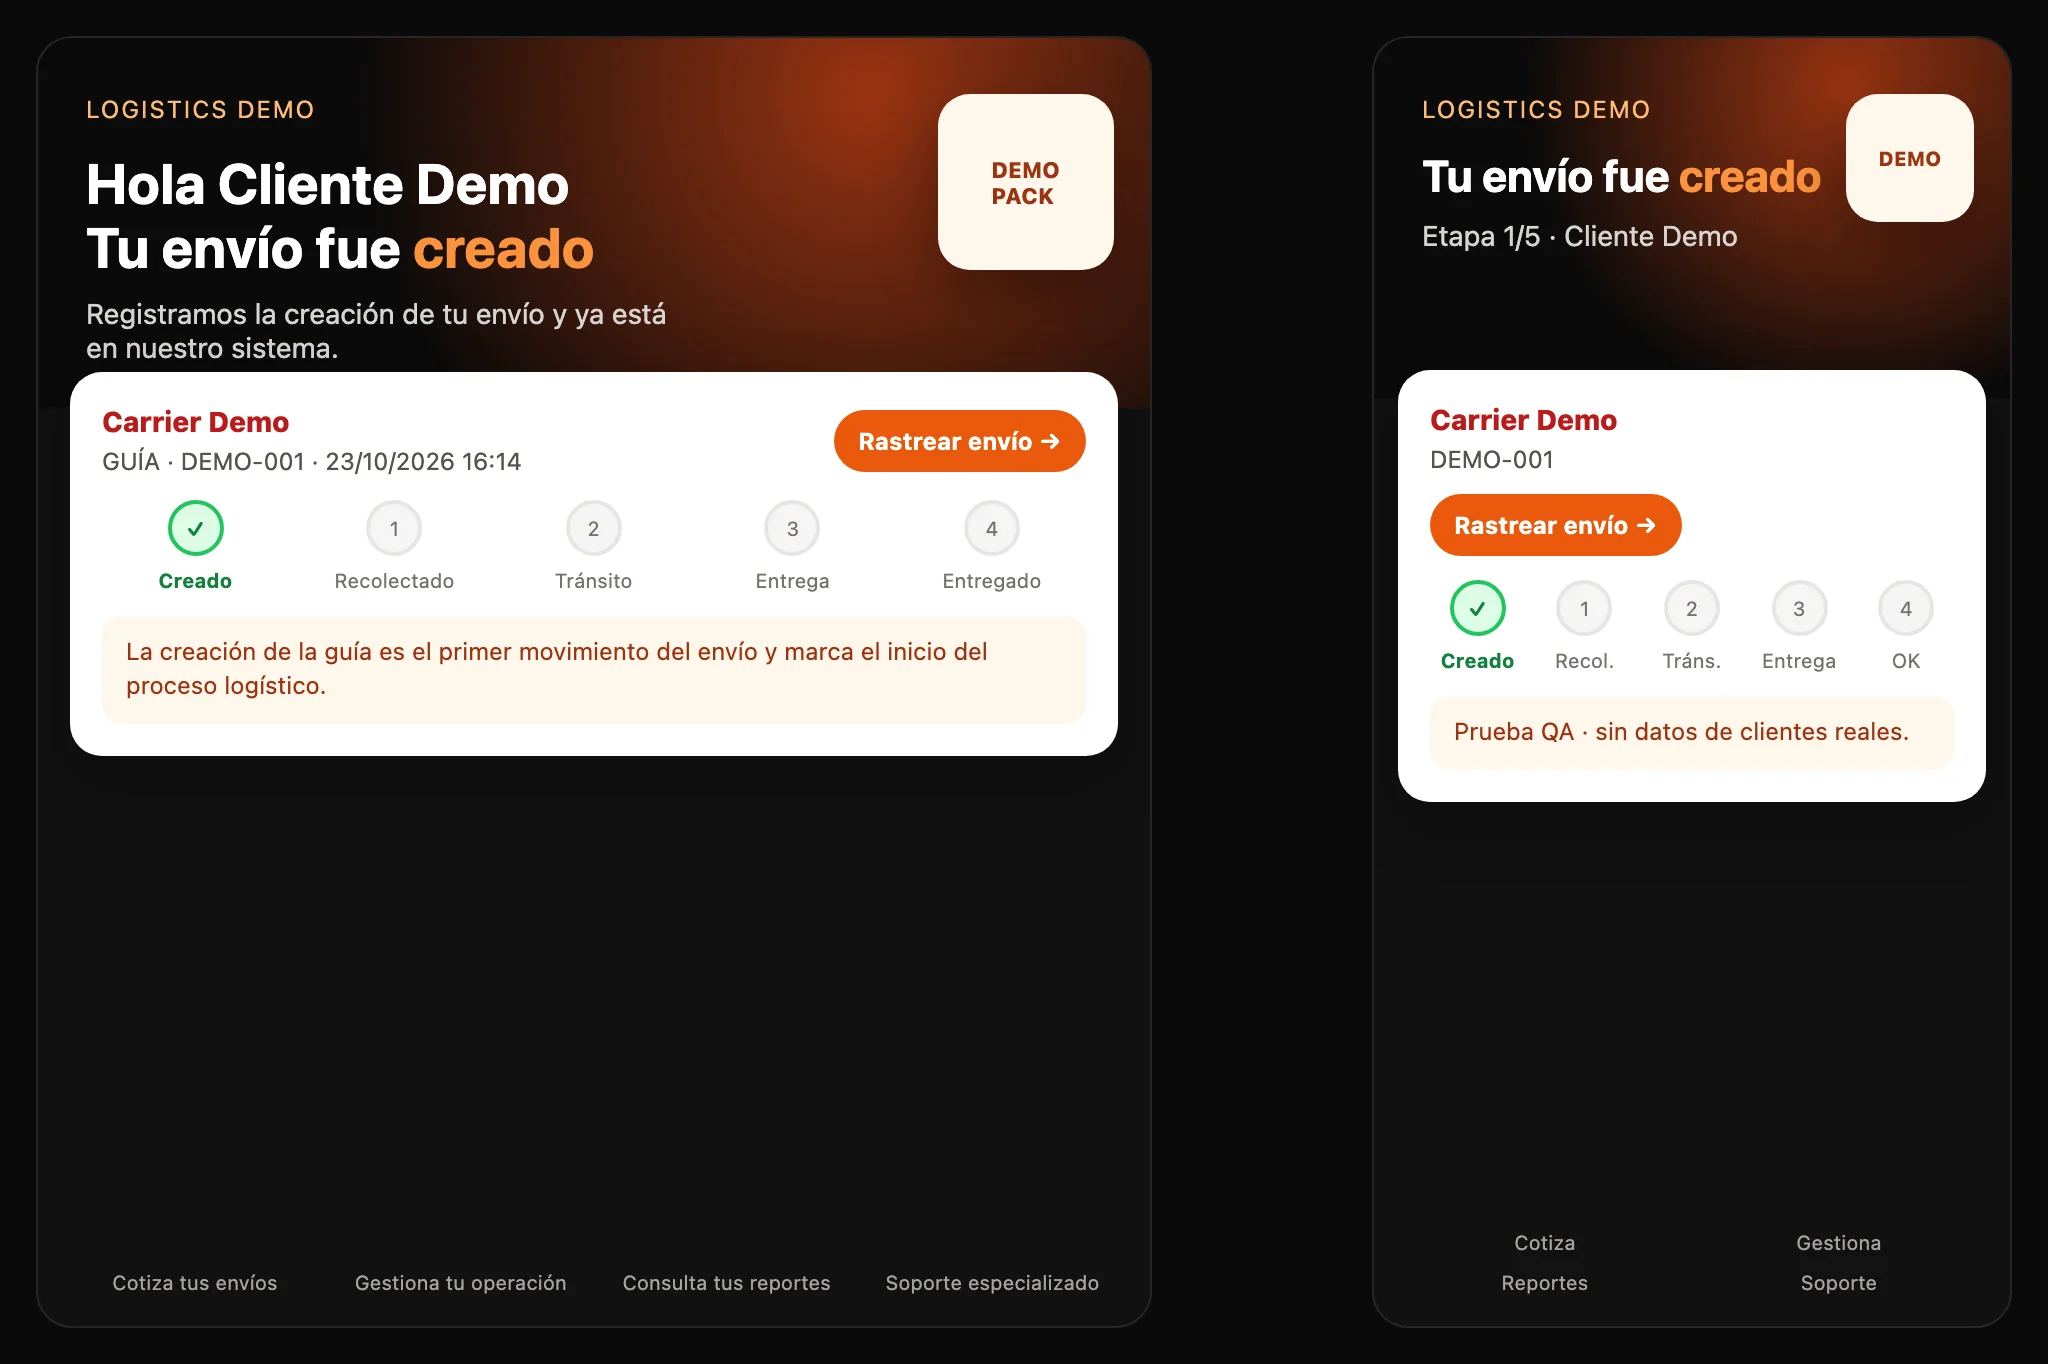 LOGISTICS DEMO
Hola Cliente Demo
Tu envío fue creado
Registramos la creación de tu envío y ya está
en nuestro sistema.
DEMO
PACK
Carrier Demo
GUÍA · DEMO-001 · 23/10/2026 16:14
Rastrear envío →
✓
1
2
3
4
Creado
Recolectado
Tránsito
Entrega
Entregado
La creación de la guía es el primer movimiento del envío y marca el inicio del
proceso logístico.
Cotiza tus envíos
Gestiona tu operación
Consulta tus reportes
Soporte especializado
LOGISTICS DEMO
Tu envío fue creado
Etapa 1/5 · Cliente Demo
DEMO
Carrier Demo
DEMO-001
Rastrear envío →
✓
1
2
3
4
Creado
Recol.
Tráns.
Entrega
OK
Prueba QA · sin datos de clientes reales.
Cotiza
Gestiona
Reportes
Soporte